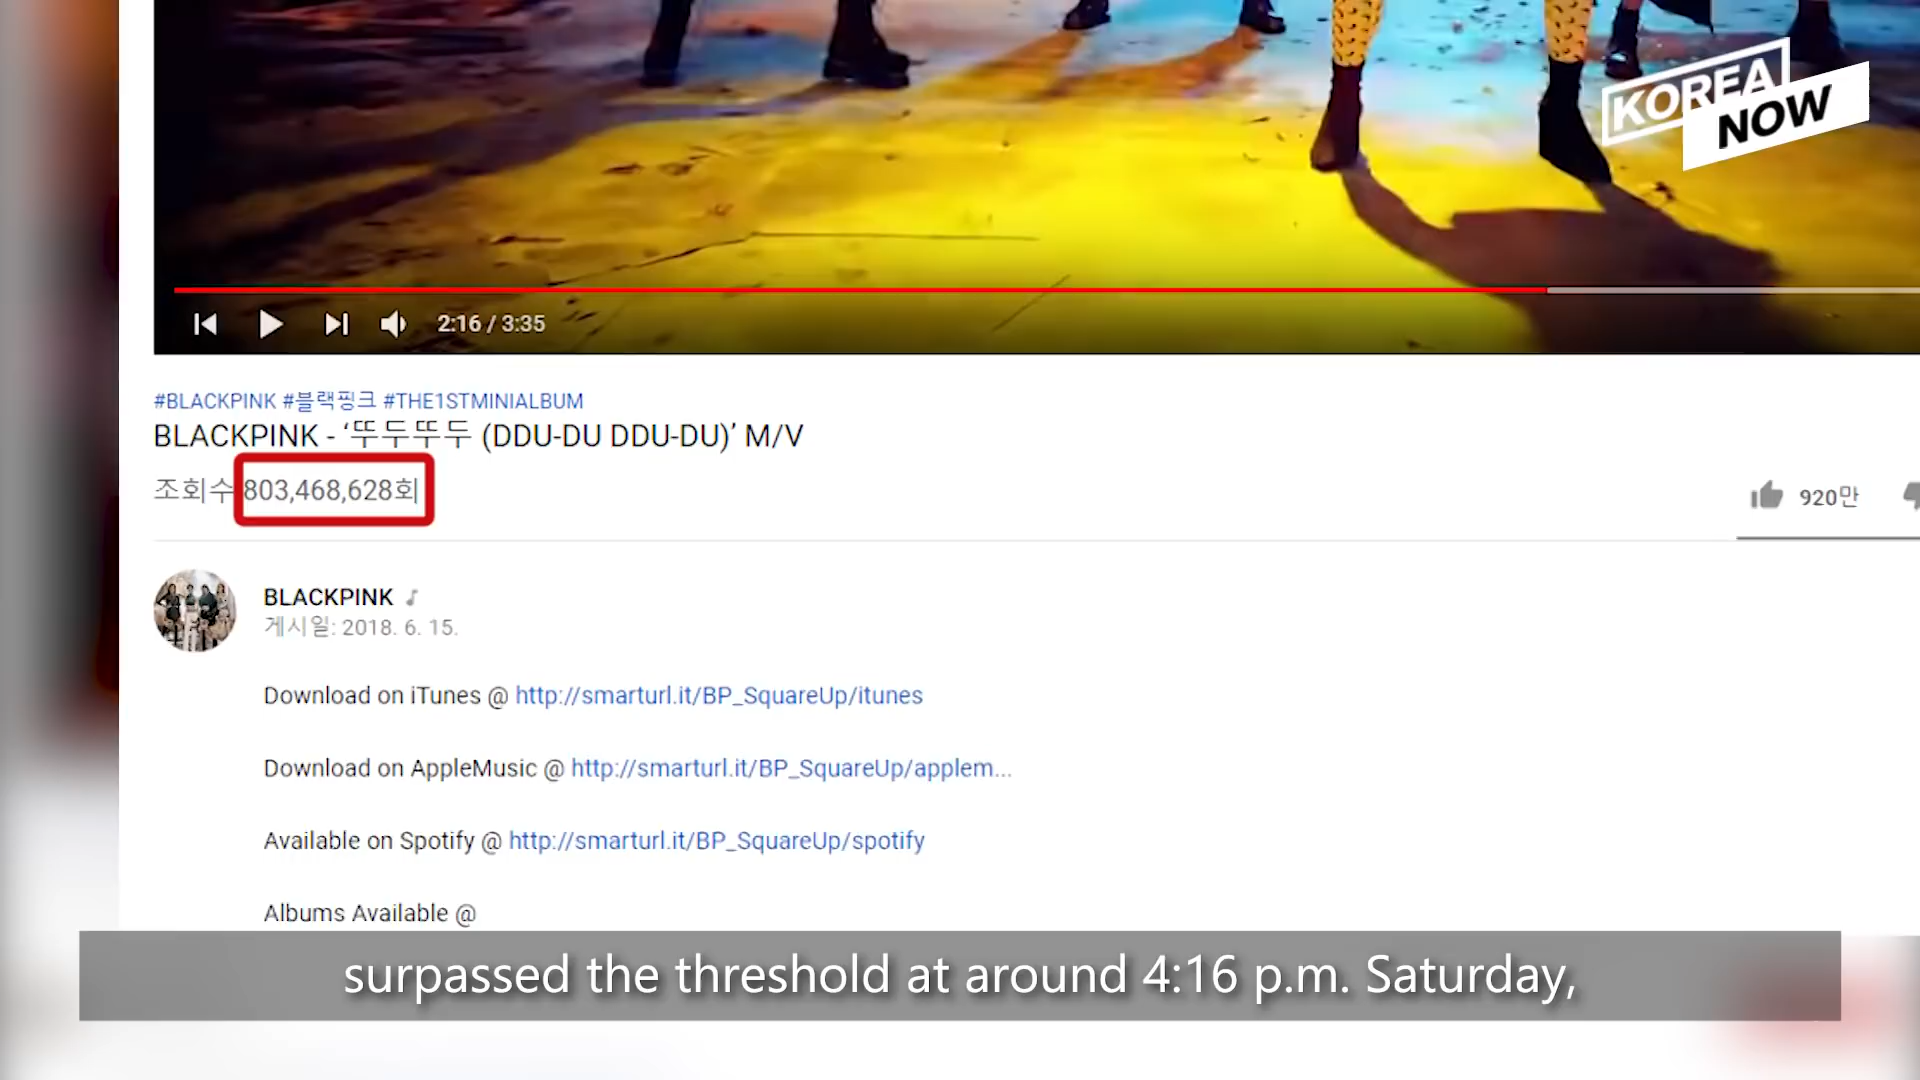 KOREA
NOW
2:16 / 3:35
#BLACKPINK #블랙핑크 #THE1STMINIALBUM
BLACKPINK - ‘뚜두뚜두 (DDU-DU DDU-DU)’ M/V
조회수 803,468,628회
920만
BLACKPINK
게시일: 2018. 6. 15.
Download on iTunes @ http://smarturl.it/BP_SquareUp/itunes
Download on AppleMusic @ http://smarturl.it/BP_SquareUp/applem...
Available on Spotify @ http://smarturl.it/BP_SquareUp/spotify
Albums Available @
surpassed the threshold at around 4:16 p.m. Saturday,